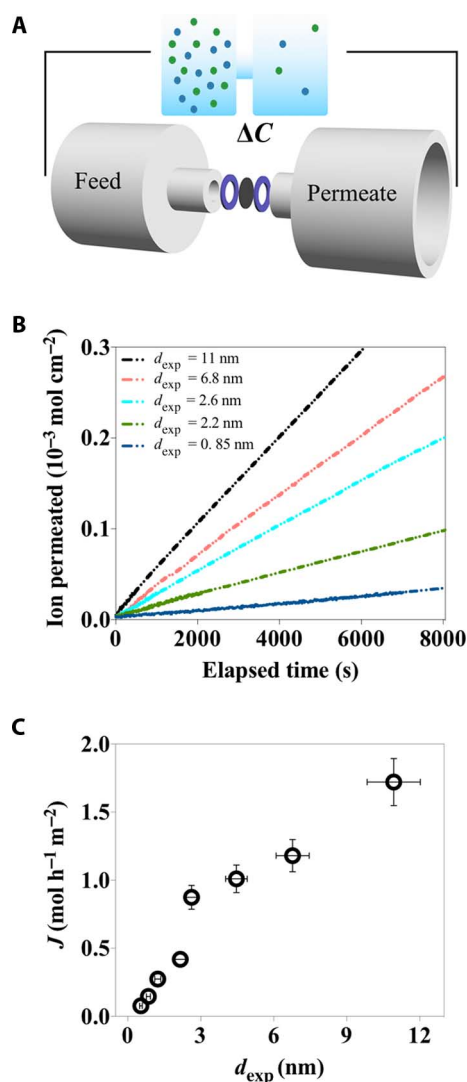 A
ΔC
Feed
Permeate
B
Ion permeated (10⁻³ mol cm⁻²)
0.3
0.2
0.1
0.0
d_exp = 11 nm
d_exp = 6.8 nm
d_exp = 2.6 nm
d_exp = 2.2 nm
d_exp = 0. 85 nm
0 2000 4000 6000 8000
Elapsed time (s)
C
J (mol h⁻¹ m⁻²)
2.0
1.5
1.0
0.5
0.0
0 3 6 9 12
d_exp (nm)